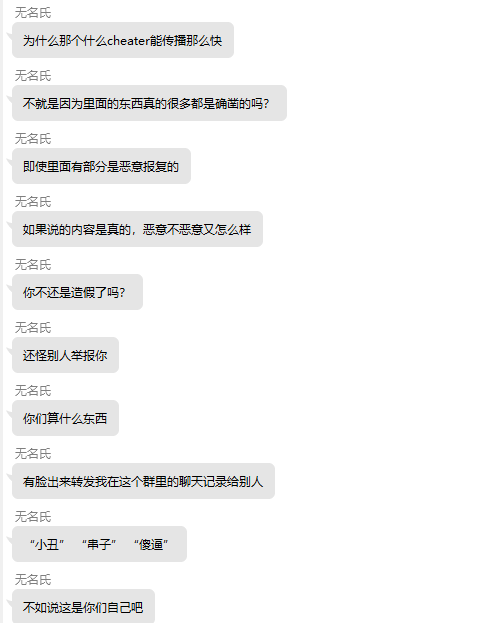 无名氏
为什么那个什么cheater能传播那么快
无名氏
不就是因为里面的东西真的很多都是确凿的吗？
无名氏
即使里面有部分是恶意报复的
无名氏
如果说的内容是真的，恶意不恶意又怎么样
无名氏
你不还是造假了吗？
无名氏
还怪别人举报你
无名氏
你们算什么东西
无名氏
有脸出来转发我在这个群里的聊天记录给别人
无名氏
“小丑” “串子” “傻逼”
无名氏
不如说这是你们自己吧